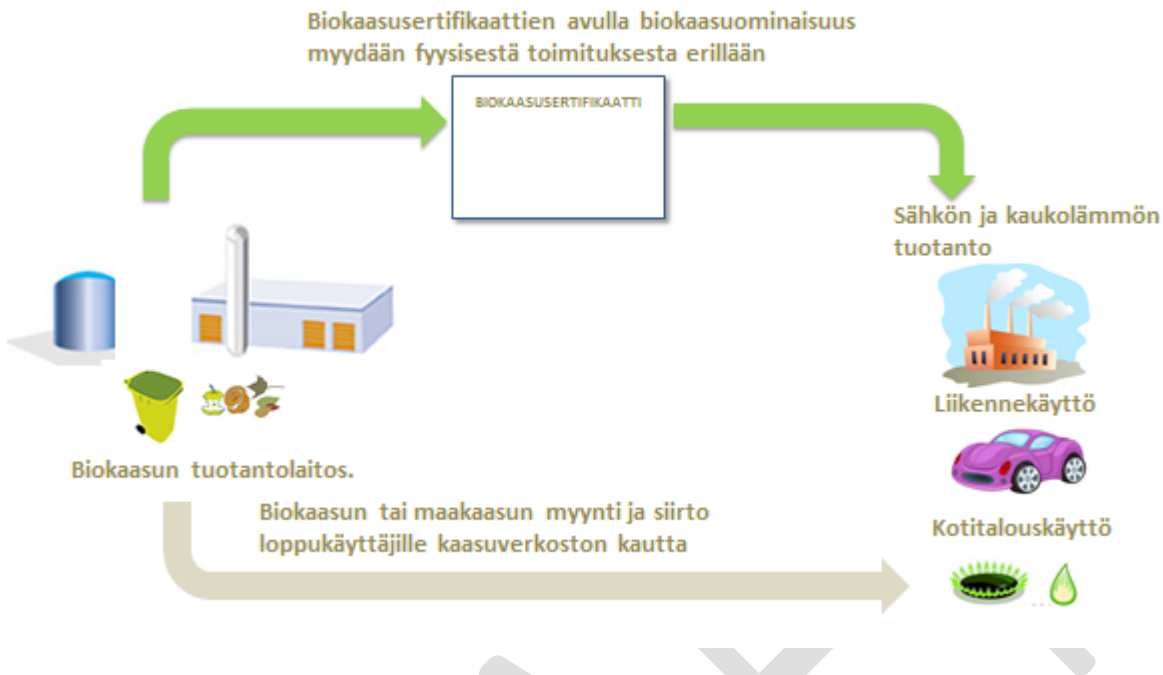 Biokaasusertifikaattien avulla biokaasuominaisuus
myydään fyysisestä toimituksesta erillään
BIOKAASUSERTIFIKAATTI
Sähkön ja kaukolämmön
tuotanto
Liikennekäyttö
Biokaasun tuotantolaitos.
Biokaasun tai maakaasun myynti ja siirto
loppukäyttäjille kaasuverkoston kautta
Kotitalouskäyttö